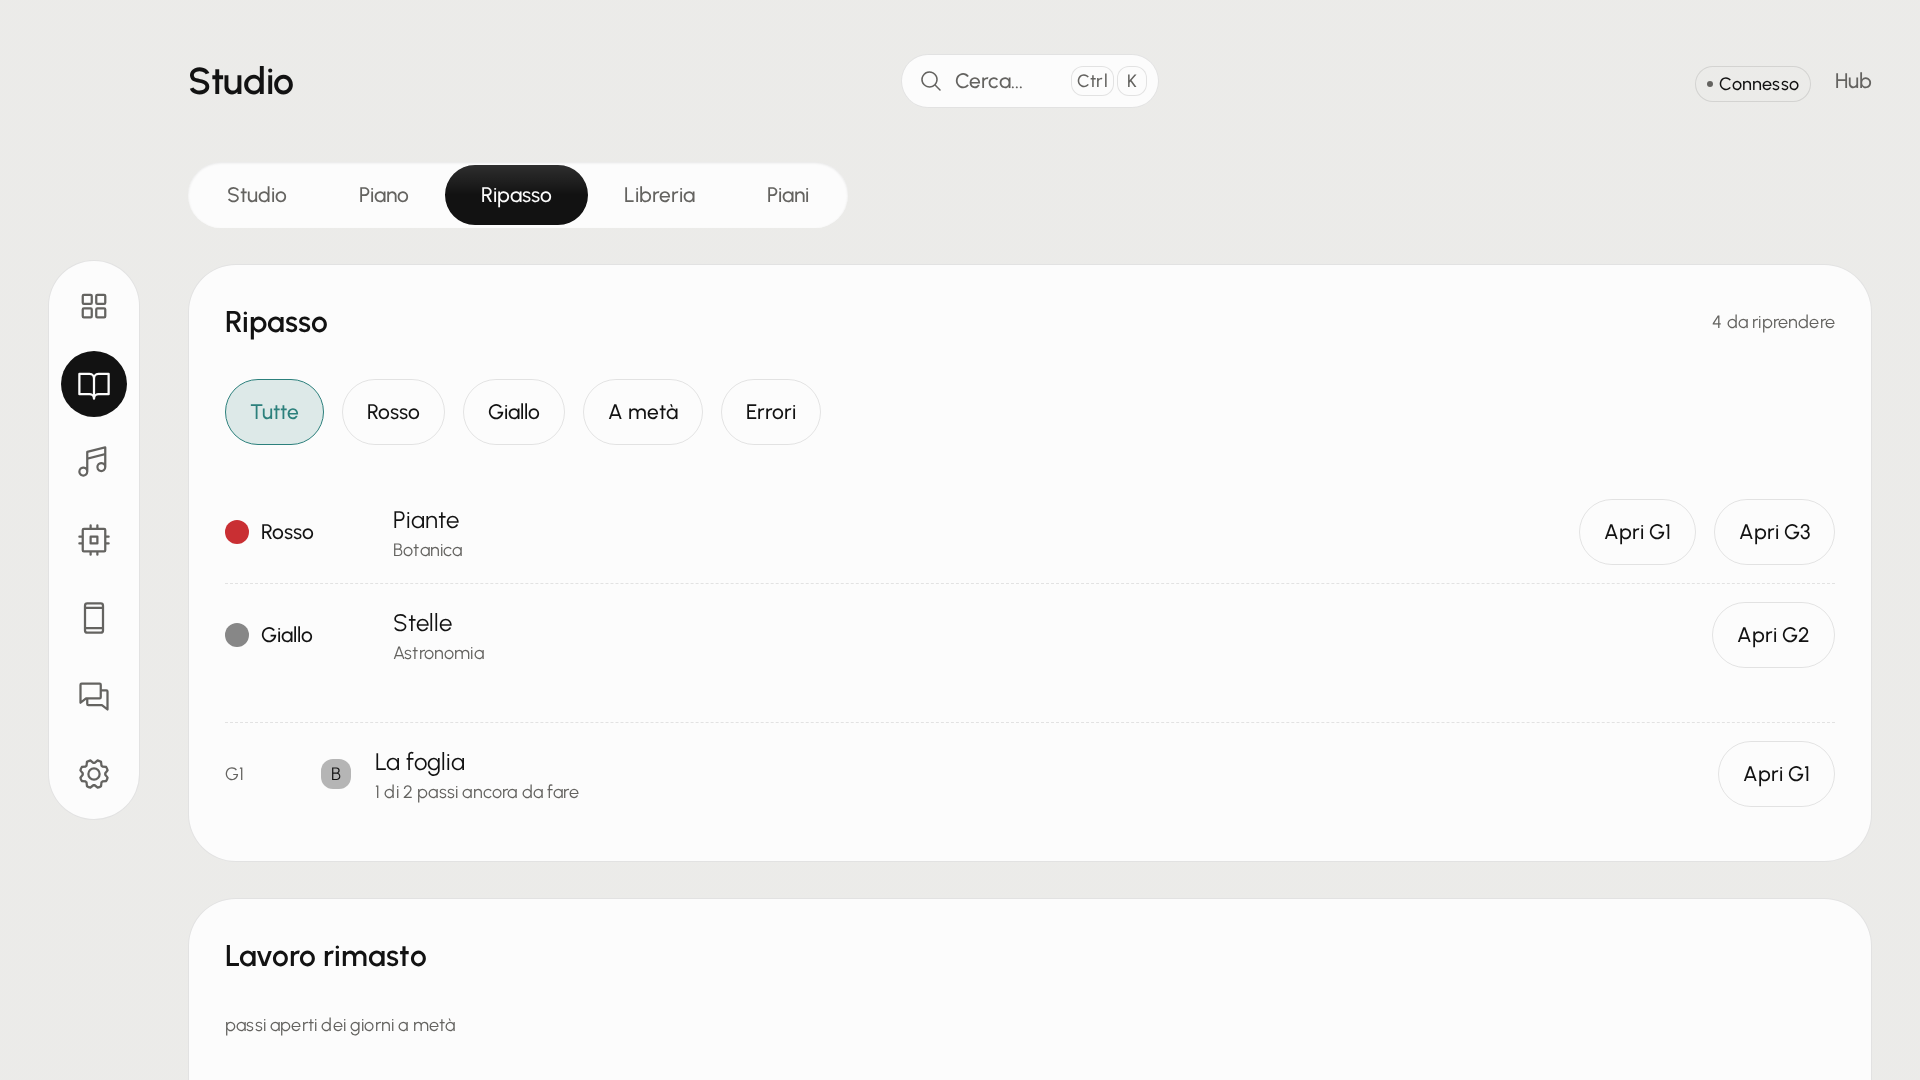 Studio
Cerca...
Ctrl K
Connesso
Hub
Studio
Piano
Ripasso
Libreria
Piani
Ripasso
4 da riprendere
Tutte
Rosso
Giallo
A metà
Errori
Rosso
Piante
Botanica
Apri G1
Apri G3
Giallo
Stelle
Astronomia
Apri G2
G1
B
La foglia
1 di 2 passi ancora da fare
Apri G1
Lavoro rimasto
passi aperti dei giorni a metà